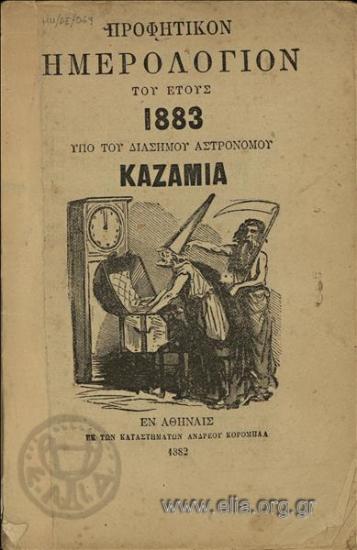 ΠΡΟΦΗΤΙΚΟΝ
ΗΜΕΡΟΛΟΓΙΟΝ
ΤΟΥ ΕΤΟΥΣ
1883
ΥΠΟ ΤΟΥ ΔΙΑΣΗΜΟΥ ΑΣΤΡΟΝΟΜΟΥ
ΚΑΖΑΜΙΑ
ΕΝ ΑΘΗΝΑΙΣ
ΕΚ ΤΩΝ ΚΑΤΑΣΤΗΜΑΤΩΝ ΑΝΔΡΕΟΥ ΚΟΡΟΜΗΛΑ
1882
Ε.Λ.Ι.Α
www.elia.org.gr